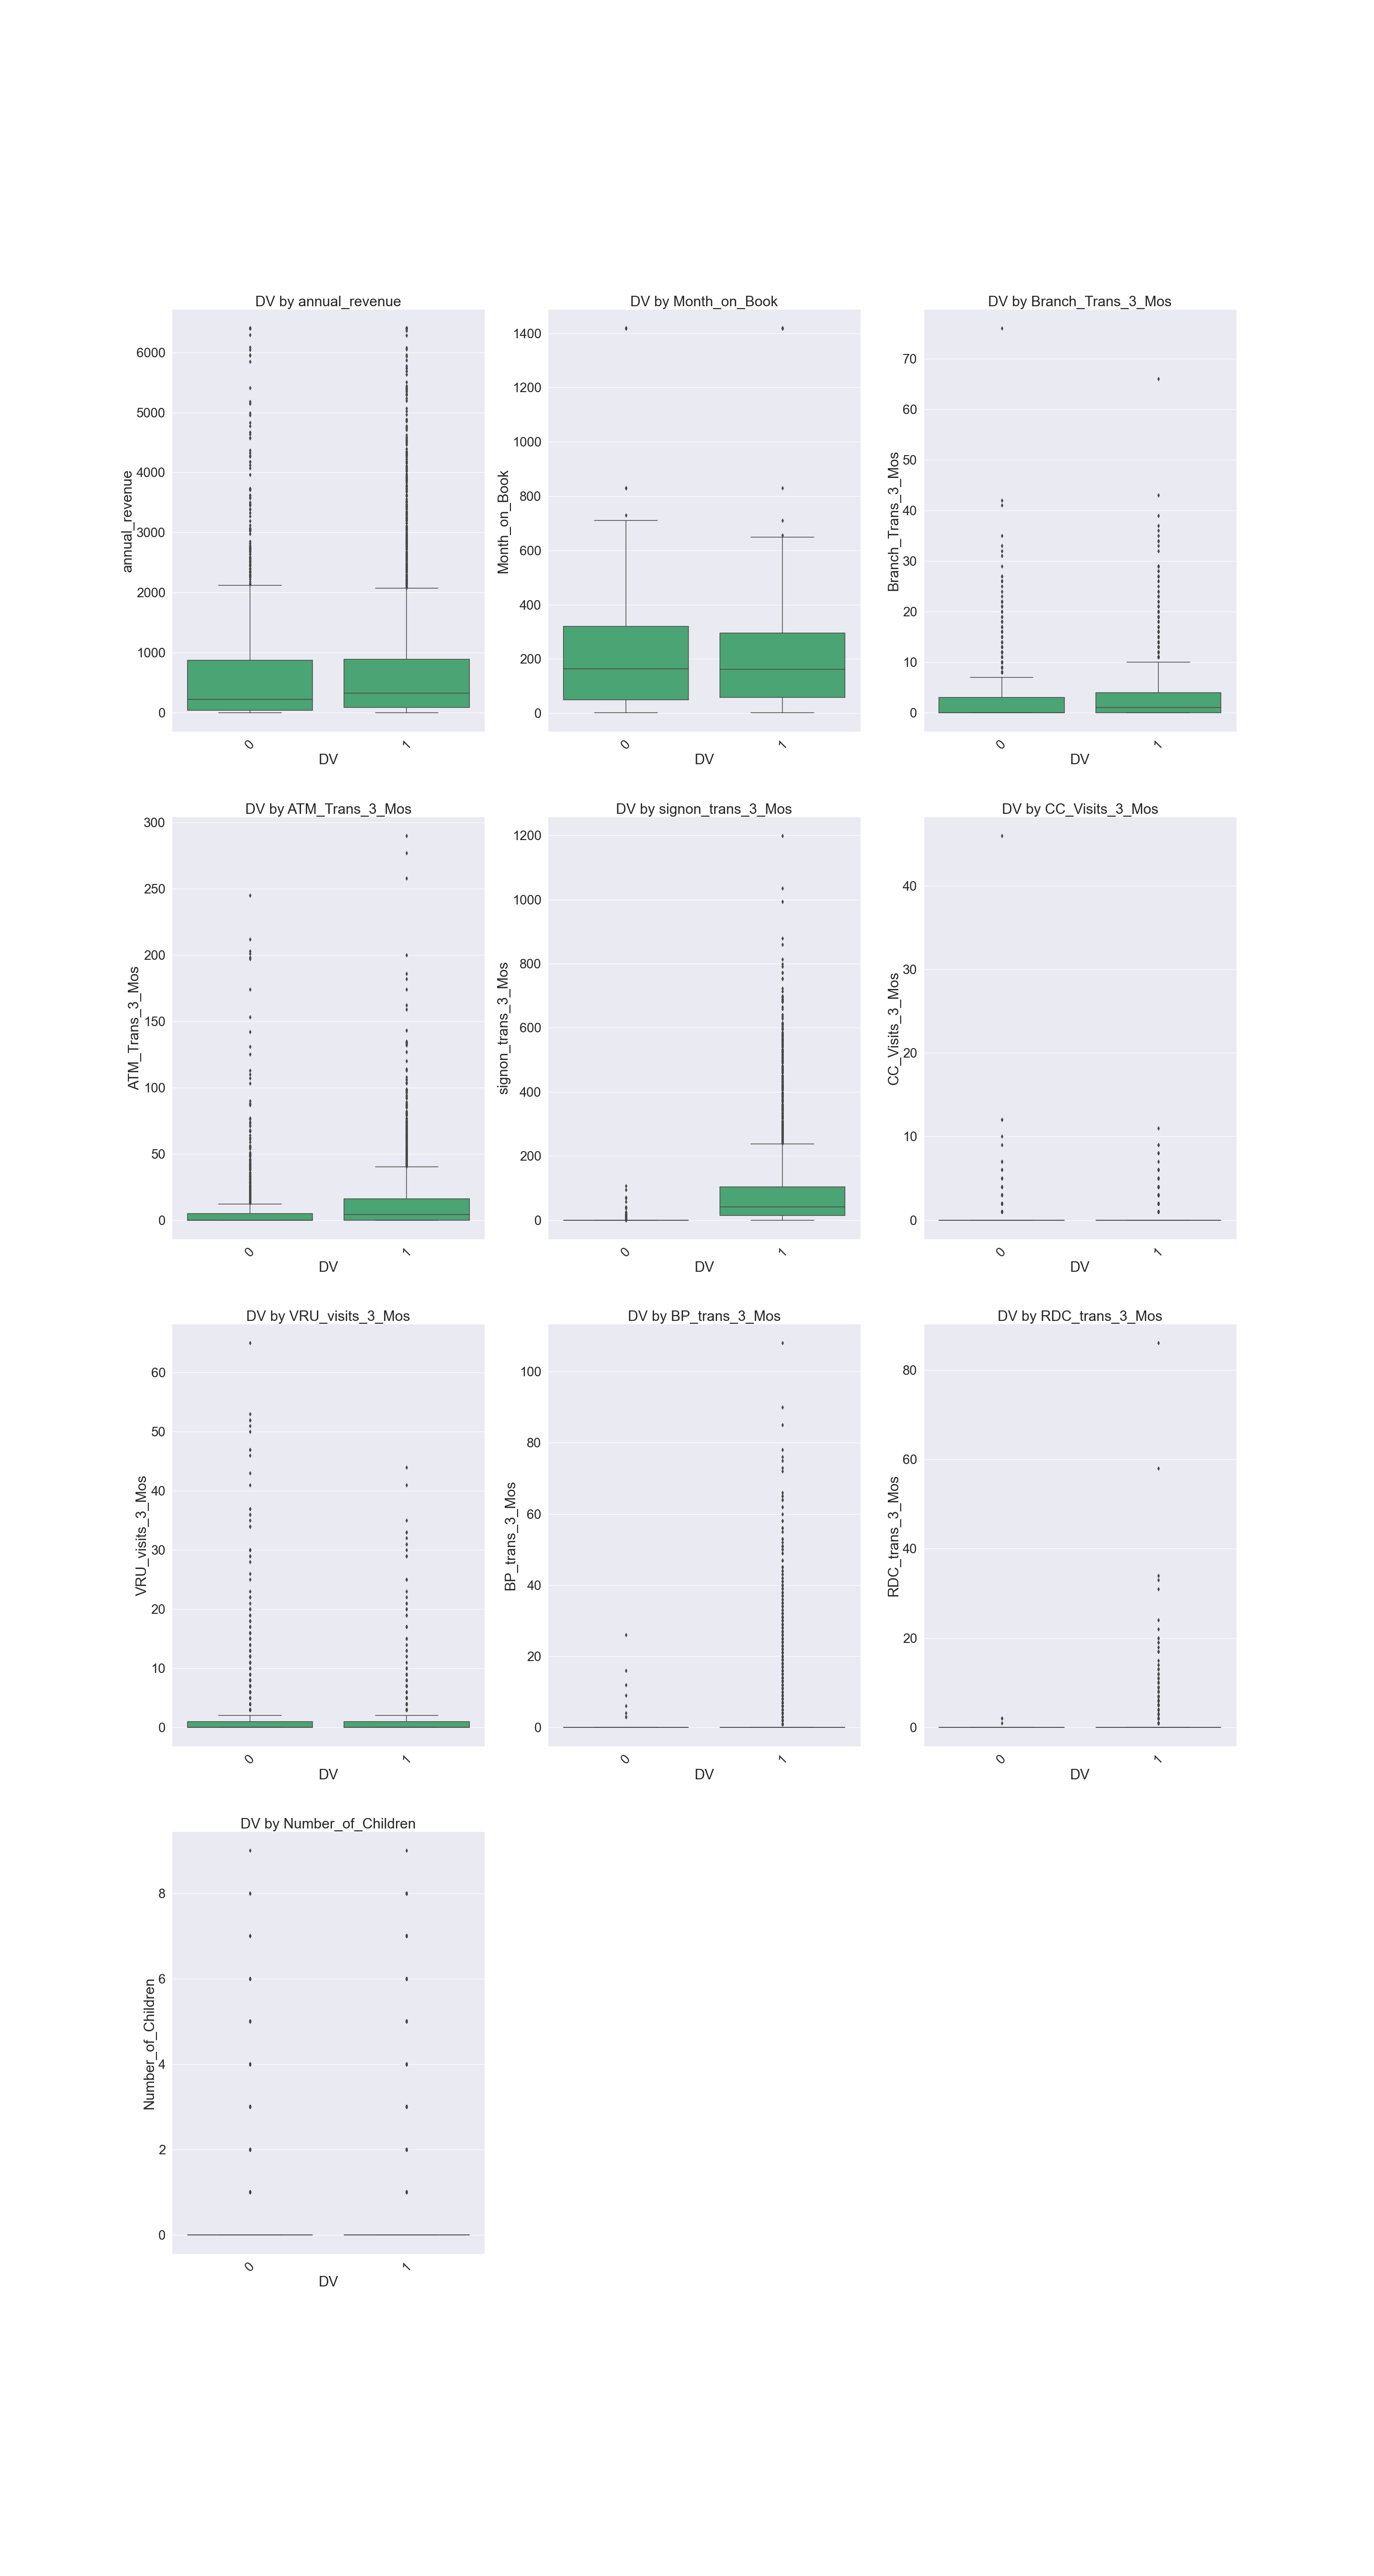 DV by annual_revenue
annual_revenue
6000
5000
4000
3000
2000
1000
0
0
1
DV
DV by Month_on_Book
Month_on_Book
1400
1200
1000
800
600
400
200
0
0
1
DV
DV by Branch_Trans_3_Mos
Branch_Trans_3_Mos
70
60
50
40
30
20
10
0
0
1
DV
DV by ATM_Trans_3_Mos
ATM_Trans_3_Mos
300
250
200
150
100
50
0
0
1
DV
DV by signon_trans_3_Mos
signon_trans_3_Mos
1200
1000
800
600
400
200
0
0
1
DV
DV by CC_Visits_3_Mos
CC_Visits_3_Mos
40
30
20
10
0
0
1
DV
DV by VRU_visits_3_Mos
VRU_visits_3_Mos
60
50
40
30
20
10
0
0
1
DV
DV by BP_trans_3_Mos
BP_trans_3_Mos
100
80
60
40
20
0
0
1
DV
DV by RDC_trans_3_Mos
RDC_trans_3_Mos
80
60
40
20
0
0
1
DV
DV by Number_of_Children
Number_of_Children
8
6
4
2
0
0
1
DV